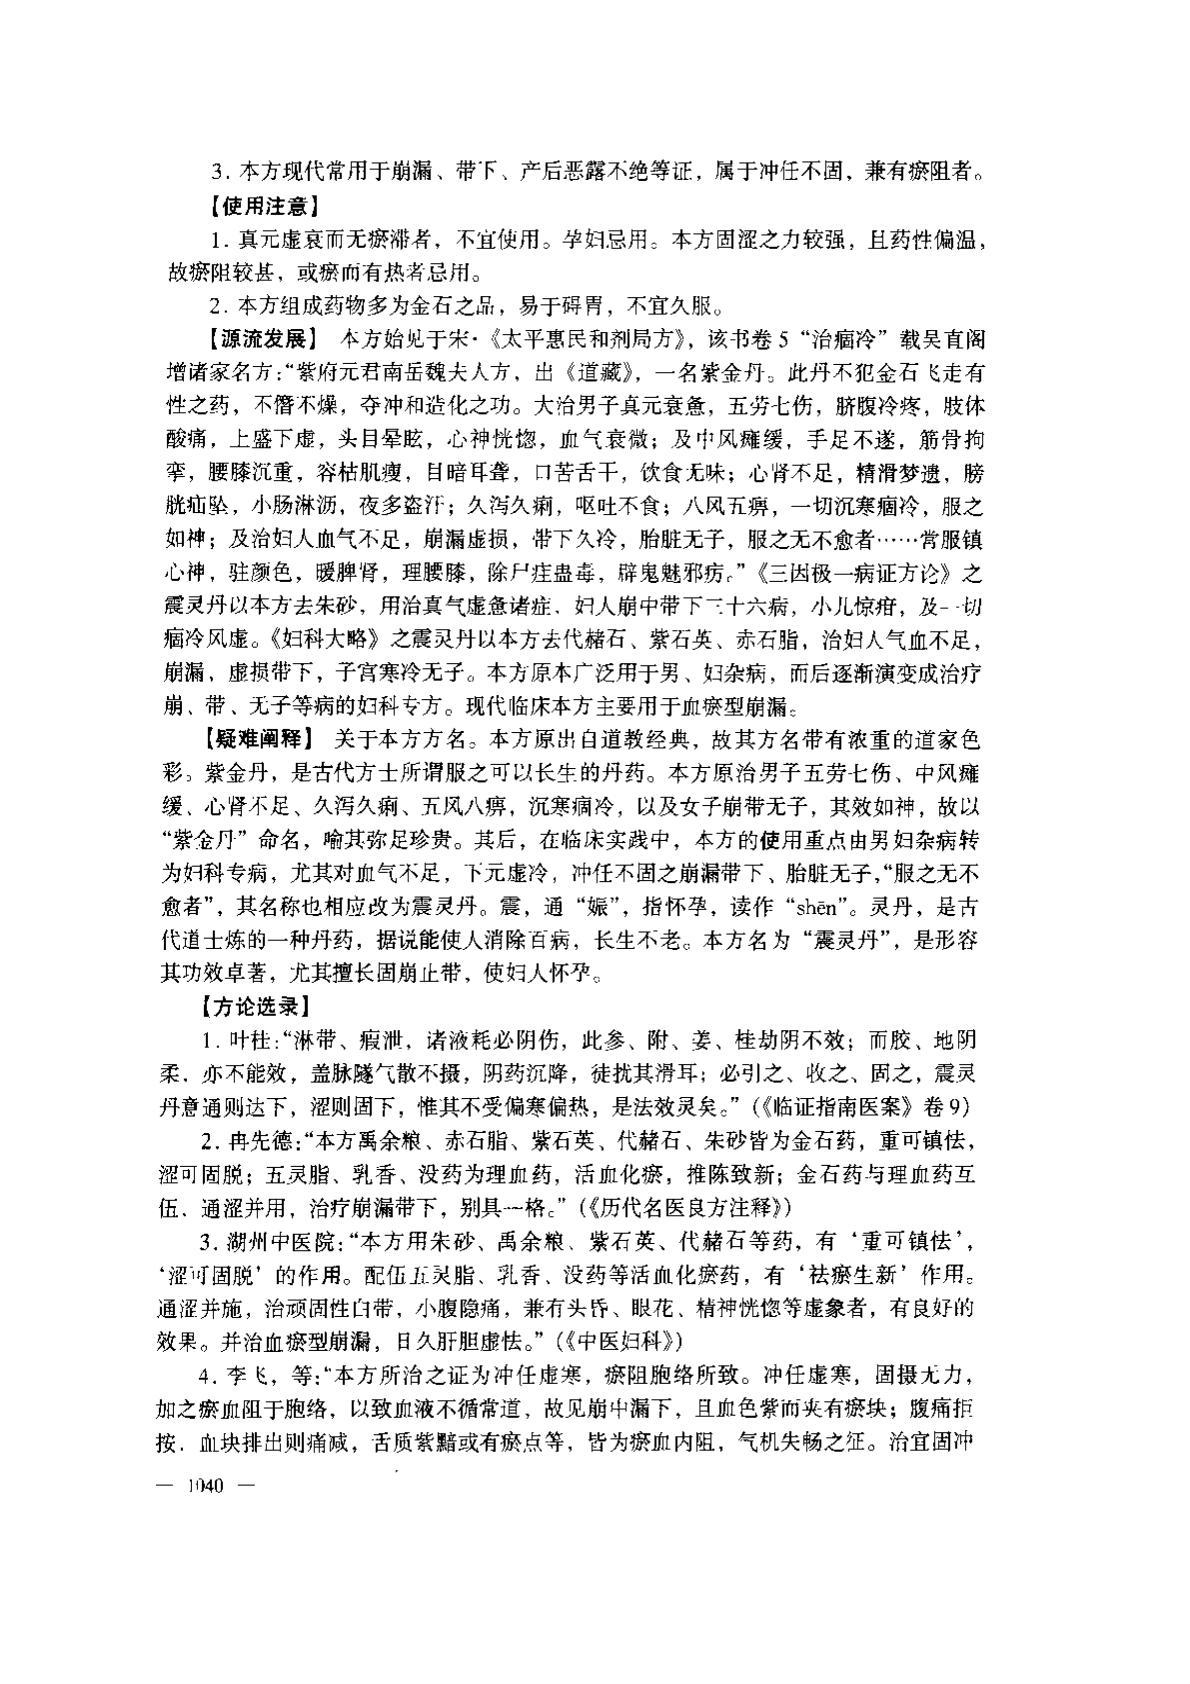 3. 本方现代常用于崩漏、带下、产后恶露不绝等证，属于冲任不固，兼有瘀阻者。
【使用注意】
1. 真元虚衰而无瘀滞者，不宜使用。孕妇忌用。本方固涩之力较强，且药性偏温，
故瘀阻较甚，或瘀而有热者忌用。
2. 本方组成药物多为金石之品，易于碍胃，不宜久服。
【源流发展】 本方始见于宋·《太平惠民和剂局方》，该书卷 5 “治痼冷” 载吴直阁
增诸家名方：“紫府元君南岳魏夫人方，出《道藏》，一名紫金丹。此丹不犯金石飞走有
性之药，不僭不燥，夺冲和造化之功。大治男子真元衰惫，五劳七伤，脐腹冷疼，肢体
酸痛，上盛下虚，头目晕眩，心神恍惚，血气衰微；及中风瘫缓，手足不遂，筋骨拘
挛，腰膝沉重，容枯肌瘦，目暗耳聋，口苦舌干，饮食无味；心肾不足，精滑梦遗，膀
胱疝坠，小肠淋沥，夜多盗汗；久泻久痢，呕吐不食；八风五痹，一切沉寒痼冷，服之
如神；及治妇人血气不足，崩漏虚损，带下久冷，胎脏无子，服之无不愈者……常服镇
心神，驻颜色，暖脾肾，理腰膝，除尸疰蛊毒，辟鬼魅邪疠。”《三因极一病证方论》之
震灵丹以本方去朱砂，用治真气虚惫诸症、妇人崩中带下三十六病，小儿惊疳，及一切
痼冷风虚。《妇科大略》之震灵丹以本方去代赭石、紫石英、赤石脂，治妇人气血不足，
崩漏，虚损带下，子宫寒冷无子。本方原本广泛用于男、妇杂病，而后逐渐演变成治疗
崩、带、无子等病的妇科专方。现代临床本方主要用于血瘀型崩漏。
【疑难阐释】 关于本方方名。本方原出自道教经典，故其方名带有浓重的道家色
彩。紫金丹，是古代方士所谓服之可以长生的丹药。本方原治男子五劳七伤、中风瘫
缓、心肾不足、久泻久痢、五风八痹，沉寒痼冷，以及女子崩带无子，其效如神，故以
“紫金丹” 命名，喻其弥足珍贵。其后，在临床实践中，本方的使用重点由男妇杂病转
为妇科专病，尤其对血气不足，下元虚冷，冲任不固之崩漏带下、胎脏无子，“服之无不
愈者”，其名称也相应改为震灵丹。震，通 “娠”，指怀孕，读作 “shēn”。灵丹，是古
代道士炼的一种丹药，据说能使人消除百病，长生不老。本方名为 “震灵丹”，是形容
其功效卓著，尤其擅长固崩止带，使妇人怀孕。
【方论选录】
1. 叶桂：“淋带、瘕泄，诸液耗必阴伤，此参、附、姜、桂劫阴不效；而胶、地阴
柔，亦不能效，盖脉隧气散不摄，阴药沉降，徒扰其滑耳；必引之、收之、固之，震灵
丹意通则达下，涩则固下，惟其不受偏寒偏热，是法效灵矣。”（《临证指南医案》卷 9）
2. 冉先德：“本方禹余粮、赤石脂、紫石英、代赭石、朱砂皆为金石药，重可镇怯，
涩可固脱；五灵脂、乳香、没药为理血药，活血化瘀，推陈致新；金石药与理血药互
伍，通涩并用，治疗崩漏带下，别具一格。”（《历代名医良方注释》）
3. 湖州中医院：“本方用朱砂、禹余粮、紫石英、代赭石等药，有 ‘重可镇怯’，
‘涩可固脱’ 的作用。配伍五灵脂、乳香、没药等活血化瘀药，有 ‘祛瘀生新’ 作用。
通涩并施，治顽固性白带，小腹隐痛，兼有头昏、眼花、精神恍惚等虚象者，有良好的
效果。并治血瘀型崩漏，日久肝胆虚怯。”（《中医妇科》）
4. 李飞，等：“本方所治之证为冲任虚寒，瘀阻胞络所致。冲任虚寒，固摄无力，
加之瘀血阻于胞络，以致血液不循常道，故见崩中漏下，且血色紫而夹有瘀块；腹痛拒
按，血块排出则痛减，舌质紫黯或有瘀点等，皆为瘀血内阻，气机失畅之征。治宜固冲
— 1040 —